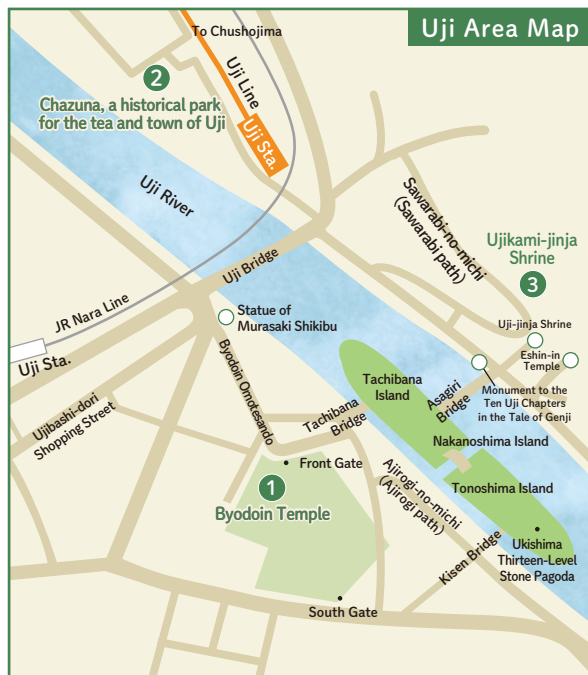 Uji Area Map
To Chushojima
Uji Line
Uji Sta.
2
Chazuna, a historical park
for the tea and town of Uji
Uji River
Sawarabi-no-michi
(Sawarabi path)
Ujikami-jinja
Shrine
3
Uji Bridge
JR Nara Line
Uji Sta.
Statue of
Murasaki Shikibu
Uji-jinja Shrine
Eshin-in
Temple
Byodoin Omotesando
Ujibashi-dori
Shopping Street
Tachibana
Island
Tachibana
Bridge
Asagiri
Bridge
Monument to the
Ten Uji Chapters
in the Tale of Genji
Nakanoshima Island
Front Gate
1
Byodoin Temple
Ajirogi-no-michi
(Ajirogi path)
Tonoshima Island
Kisen Bridge
Ukishima
Thirteen-Level
Stone Pagoda
South Gate